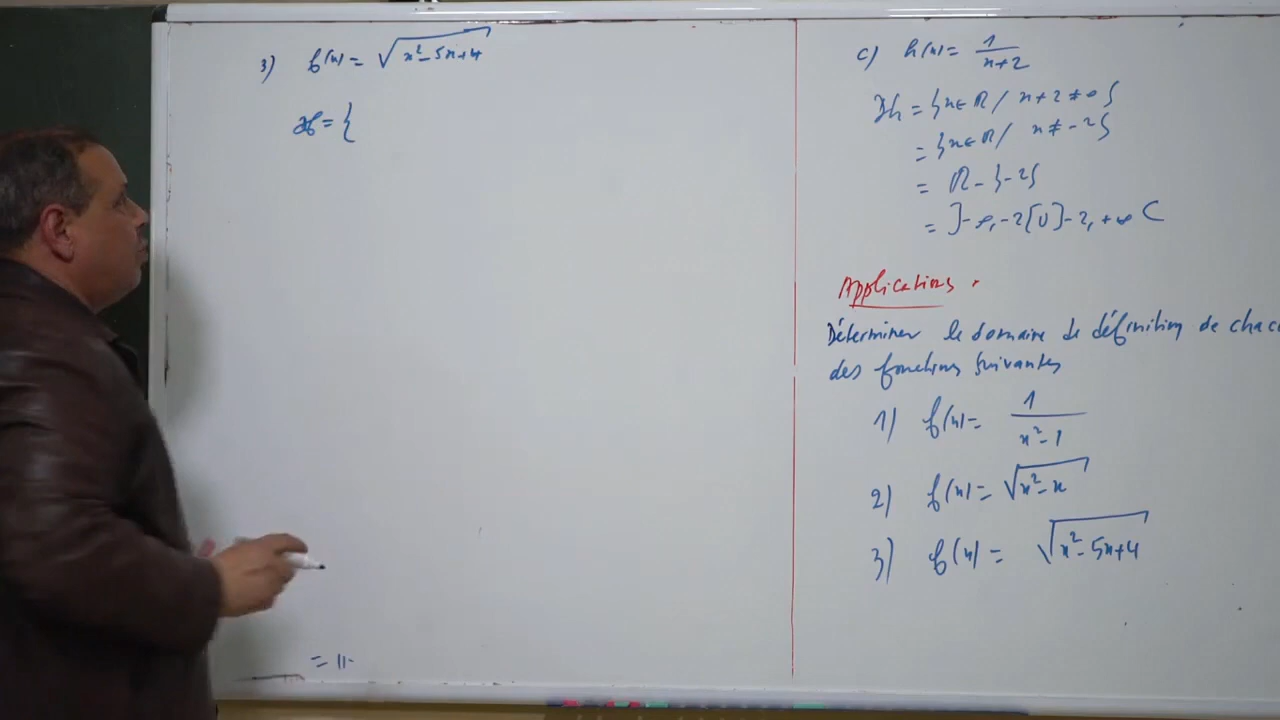 3) f(x) = √(x² - 5x + 4)
Df = {
= 11
c) h(x) = 1/(x+2)
Dh = {x ∈ ℝ / x + 2 ≠ 0}
= {x ∈ ℝ / x ≠ -2}
= ℝ - {-2}
= ]-∞, -2[ ∪ ]-2, +∞[
Applications.
Déterminer le domaine de définition de chac
des fonctions suivantes
1) f(x) = 1/(x² - 1)
2) f(x) = √(x² - x)
3) f(x) = √(x² - 5x + 4)